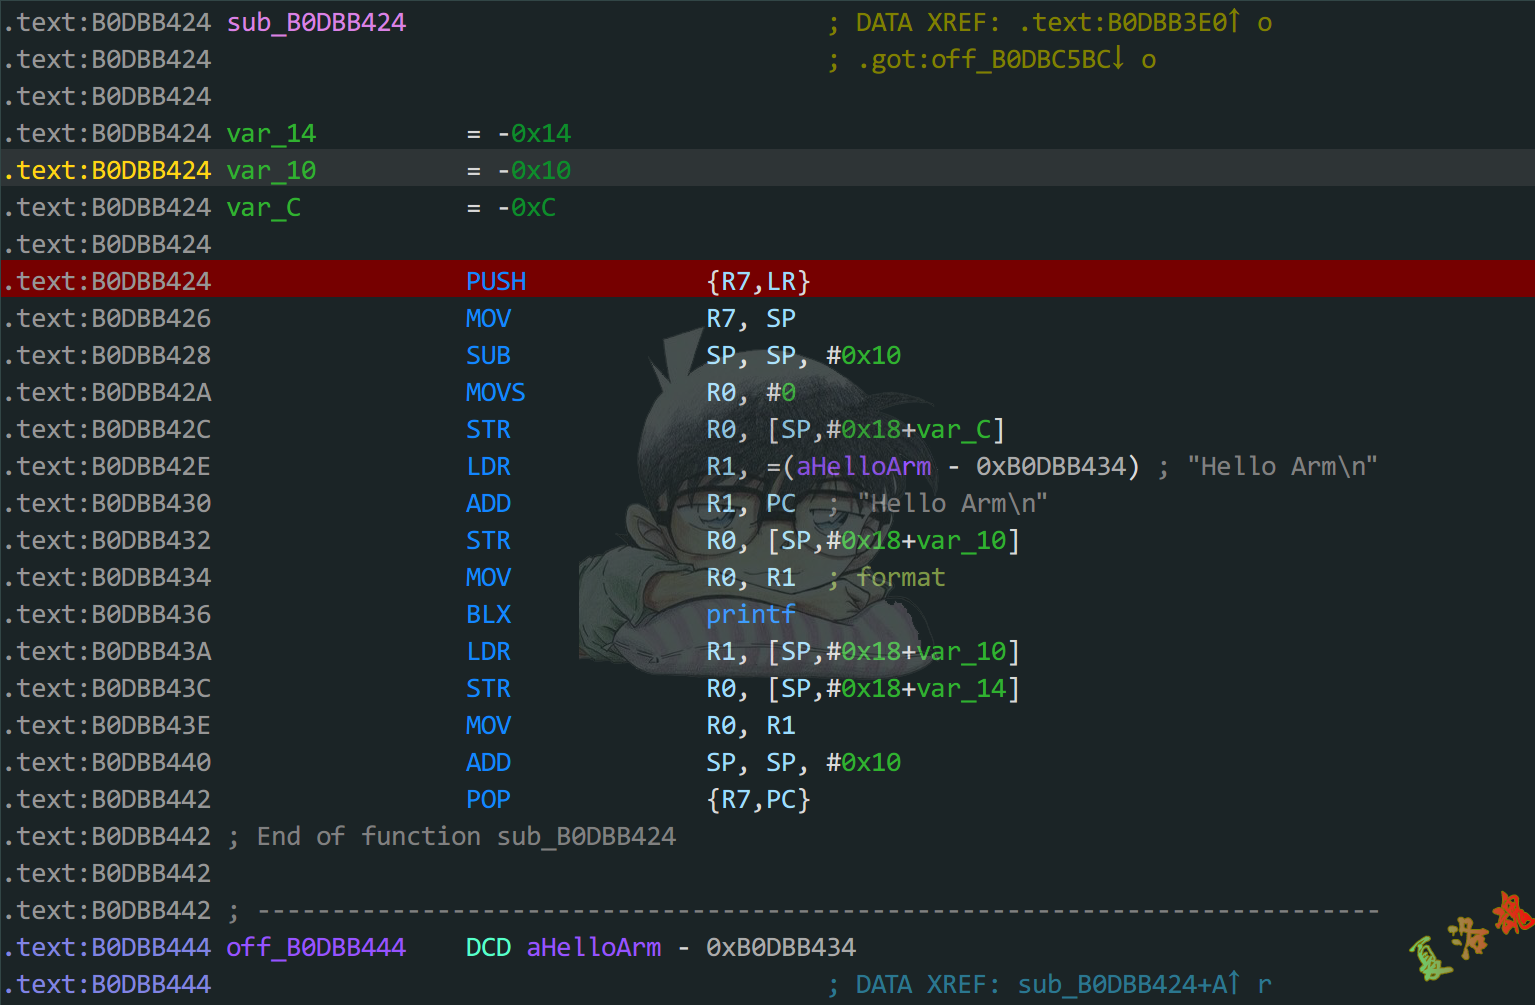 .text:B0DBB424 sub_B0DBB424 ; DATA XREF: .text:B0DBB3E0↑ o
.text:B0DBB424 ; .got:off_B0DBC5BC↓ o
.text:B0DBB424
.text:B0DBB424 var_14 = -0x14
.text:B0DBB424 var_10 = -0x10
.text:B0DBB424 var_C = -0xC
.text:B0DBB424
.text:B0DBB424 PUSH {R7,LR}
.text:B0DBB426 MOV R7, SP
.text:B0DBB428 SUB SP, SP, #0x10
.text:B0DBB42A MOVS R0, #0
.text:B0DBB42C STR R0, [SP,#0x18+var_C]
.text:B0DBB42E LDR R1, =(aHelloArm - 0xB0DBB434) ; "Hello Arm\n"
.text:B0DBB430 ADD R1, PC ; "Hello Arm\n"
.text:B0DBB432 STR R0, [SP,#0x18+var_10]
.text:B0DBB434 MOV R0, R1 ; format
.text:B0DBB436 BLX printf
.text:B0DBB43A LDR R1, [SP,#0x18+var_10]
.text:B0DBB43C STR R0, [SP,#0x18+var_14]
.text:B0DBB43E MOV R0, R1
.text:B0DBB440 ADD SP, SP, #0x10
.text:B0DBB442 POP {R7,PC}
.text:B0DBB442 ; End of function sub_B0DBB424
.text:B0DBB442
.text:B0DBB442 ; ---------------------------------------------------------------------------
.text:B0DBB444 off_B0DBB444 DCD aHelloArm - 0xB0DBB434
.text:B0DBB444 ; DATA XREF: sub_B0DBB424+A↑ r
夏洛